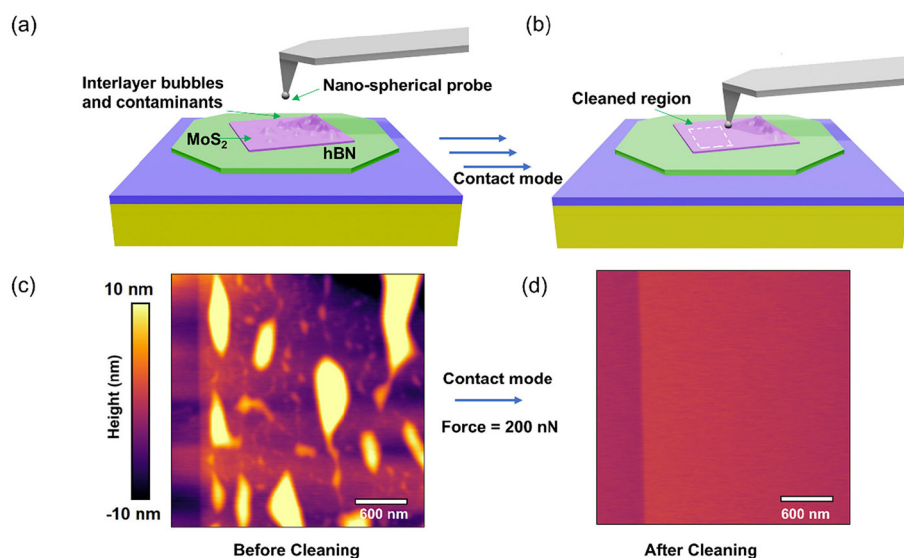 (a)
Interlayer bubbles
and contaminants
Nano-spherical probe
MoS₂
hBN
Contact mode
(b)
Cleaned region
(c)
10 nm
Height (nm)
-10 nm
600 nm
Before Cleaning
Contact mode
Force = 200 nN
(d)
600 nm
After Cleaning